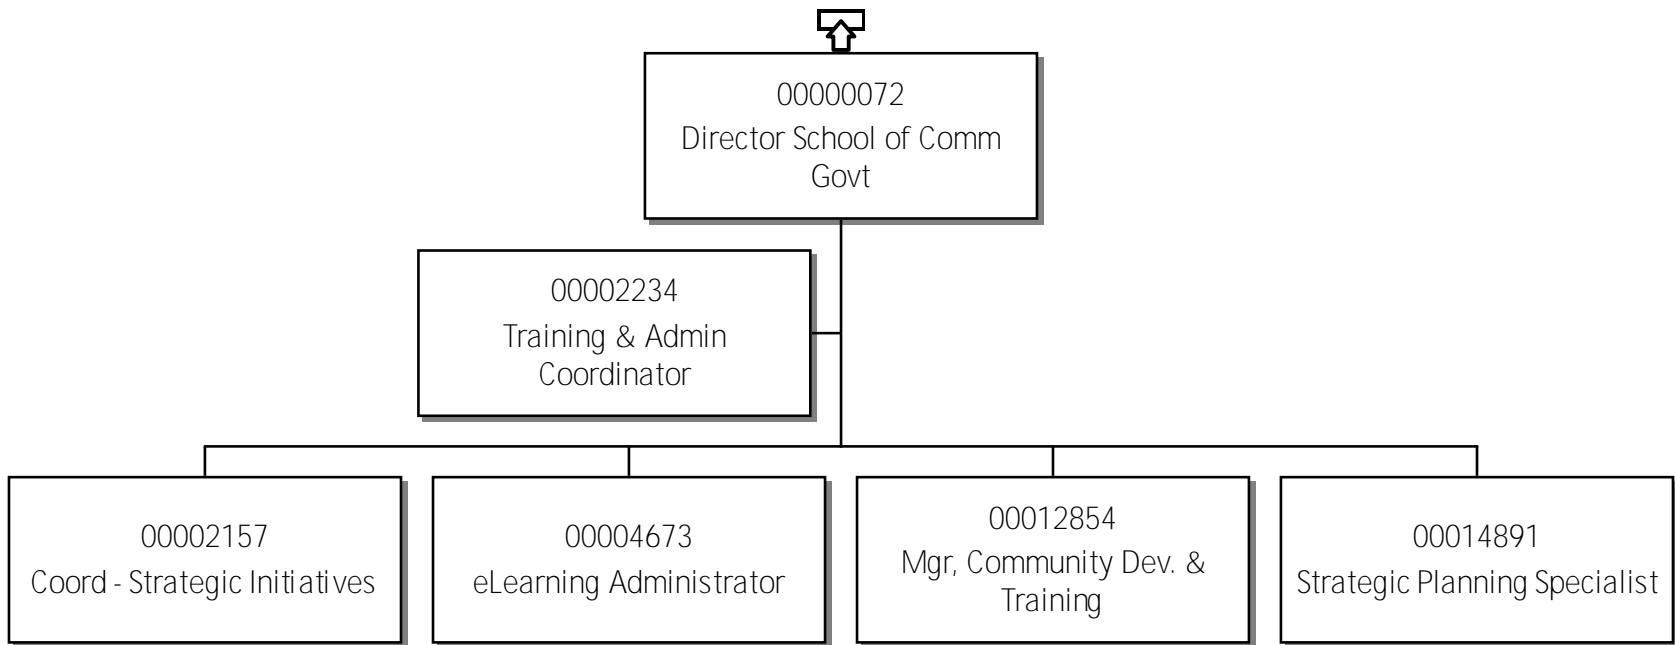 00000072
Director School of Comm
Govt
00002234
Training & Admin
Coordinator
00002157
Coord - Strategic Initiatives
00004673
eLearning Administrator
00012854
Mgr, Community Dev. &
Training
00014891
Strategic Planning Specialist